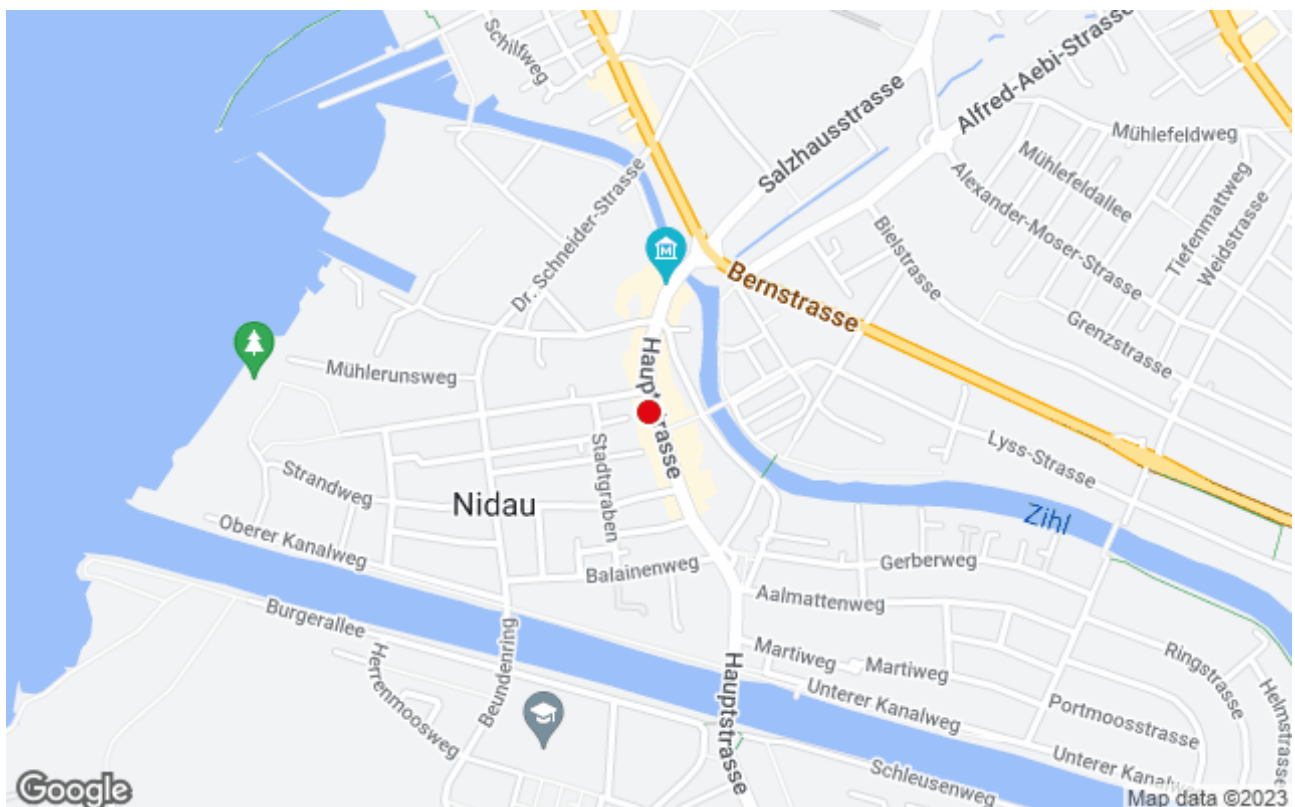 Schilfweg
Alfred-Aebi-Strasse
Salzhausstrasse
Mühlefeldweg
Mühlefeldallee
Tiefenmattweg
Weidstrasse
Alexander-Moser-Strasse
Dr. Schneider-Strasse
M
Bielstrasse
Bernstrasse
Grenzstrasse
Mühlerunsweg
Hauptstrasse
Lyss-Strasse
Stadtgraben
Strandweg
Nidau
Zihl
Oberer Kanalweg
Balainenweg
Gerberweg
Aalmattenweg
Burgerallee
Herrenmoosweg
Beundenring
Martiweg
Martiweg
Ringstrasse
Helmstrasse
Hauptstrasse
Unterer Kanalweg
Portmoosstrasse
Unterer Kanalweg
Schleusenweg
Google
Map data ©2023